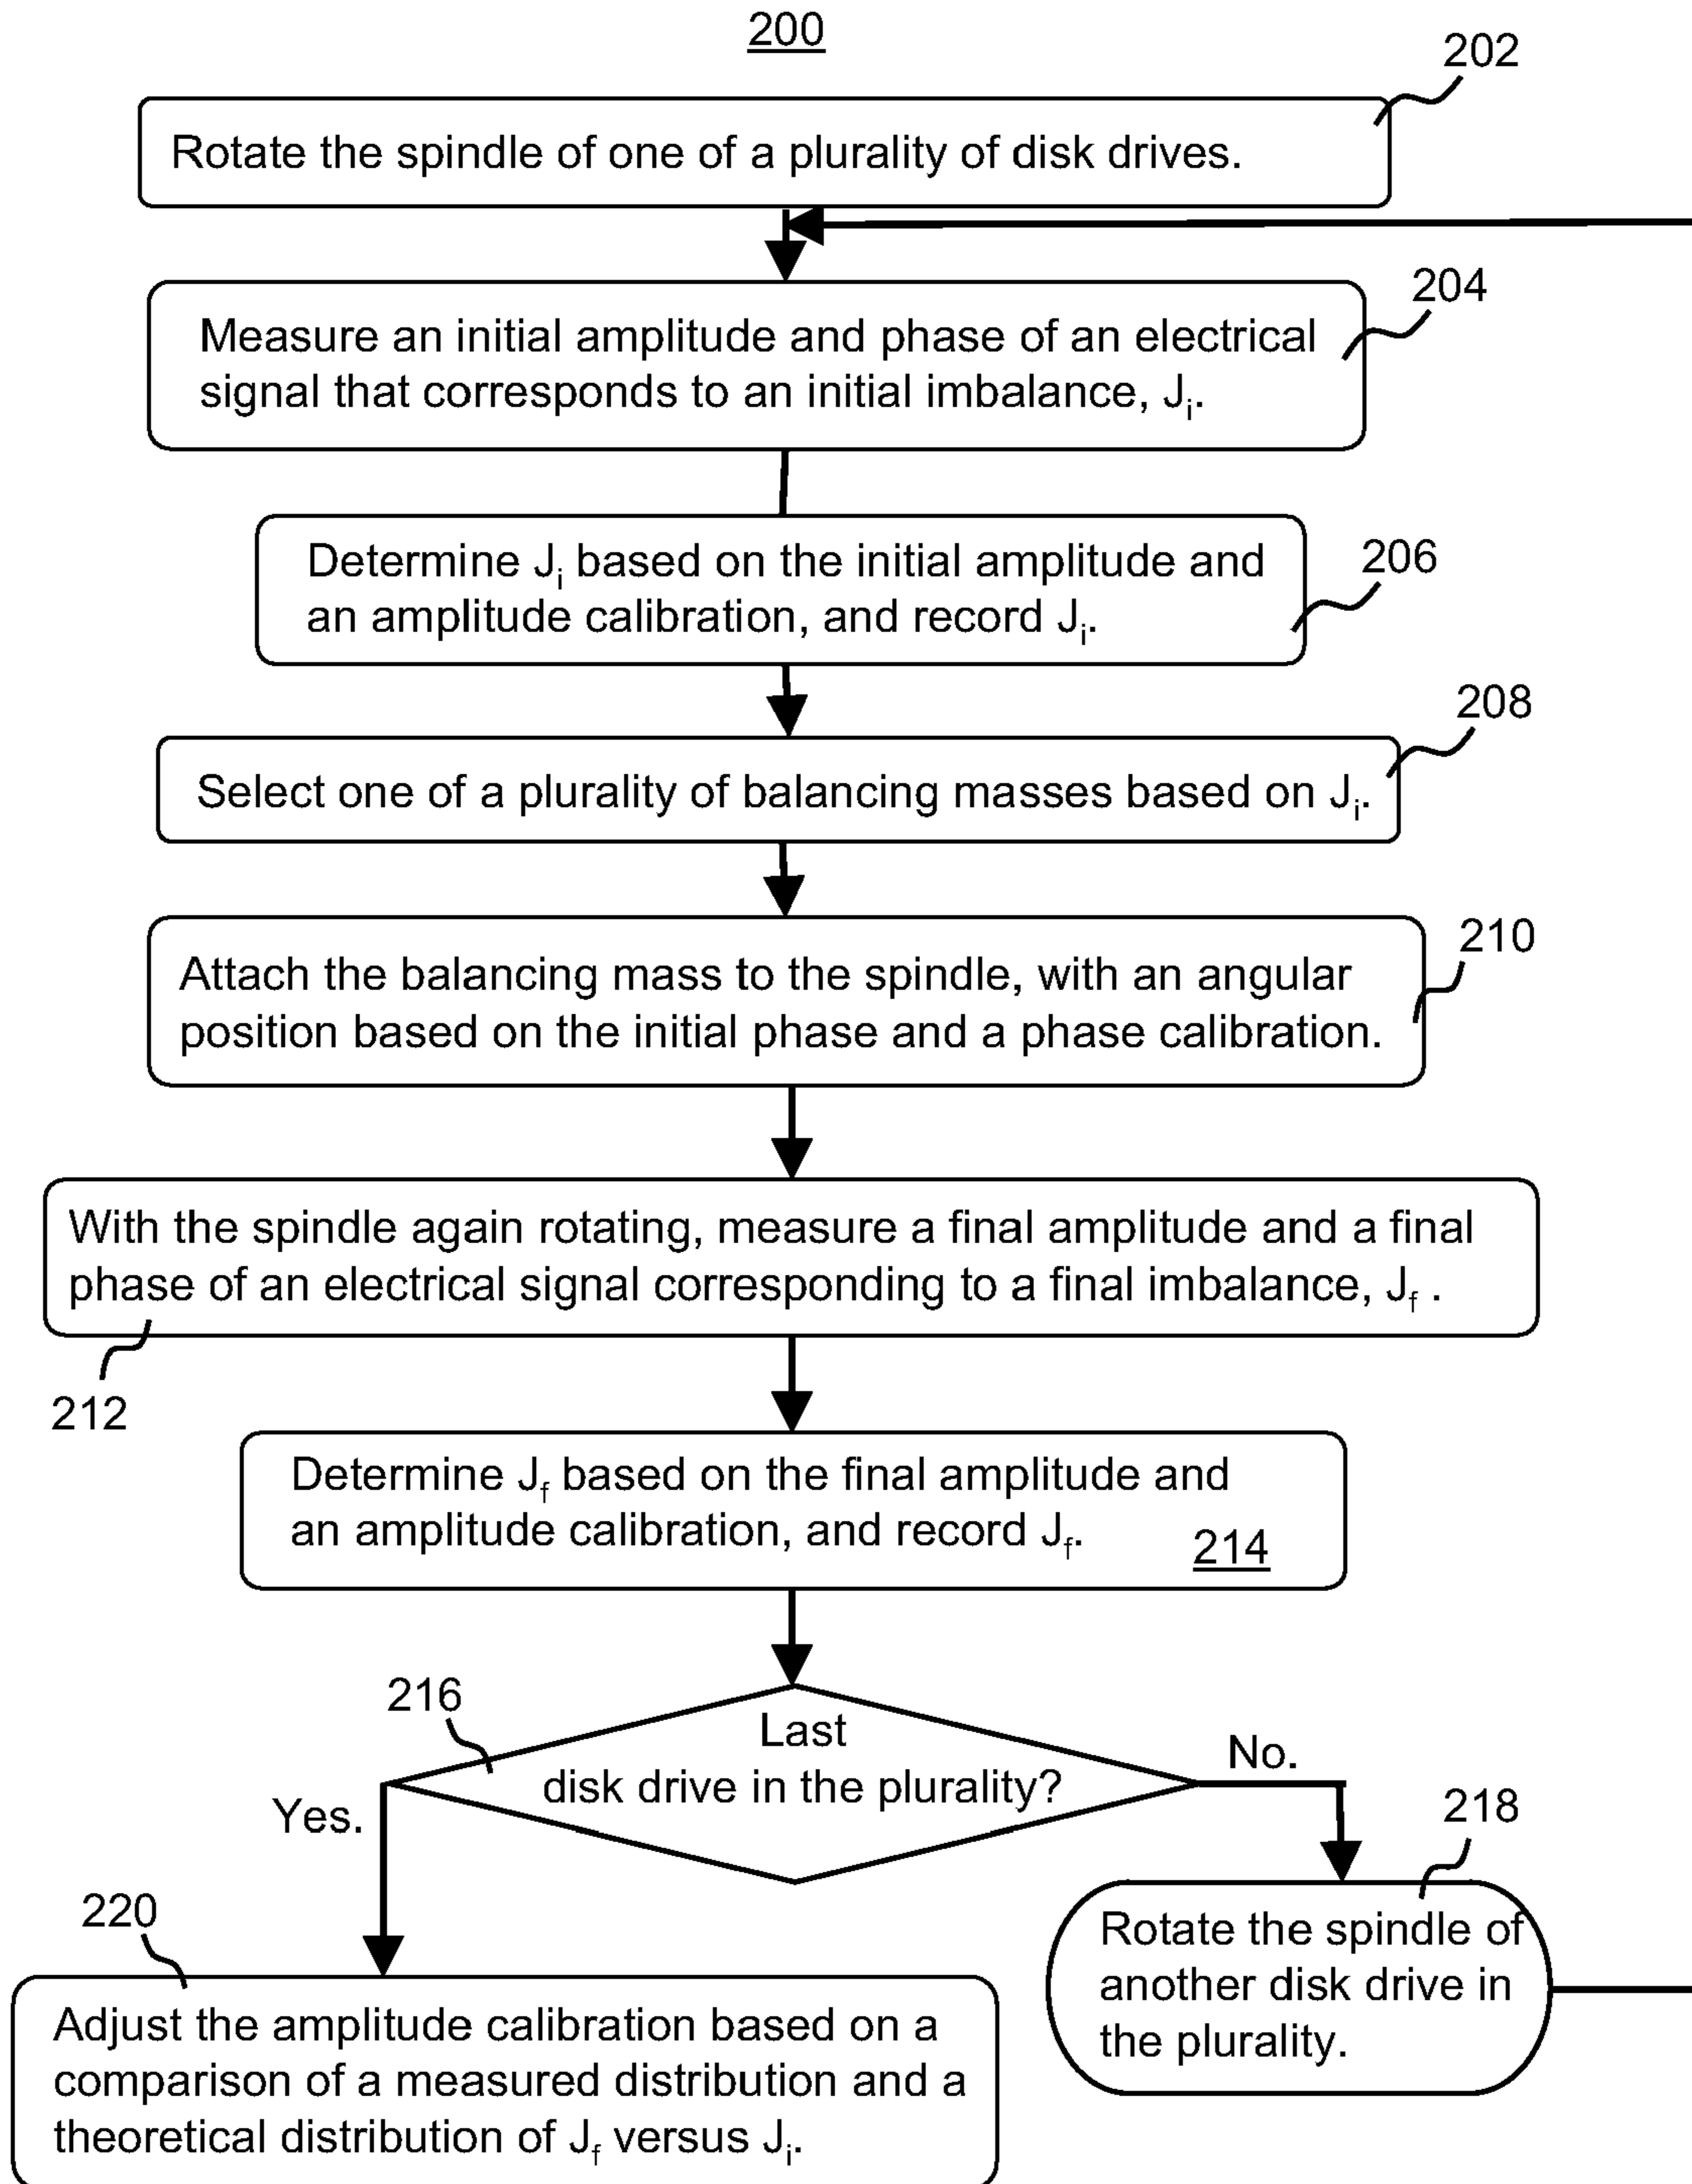 200
202
Rotate the spindle of one of a plurality of disk drives.
204
Measure an initial amplitude and phase of an electrical
signal that corresponds to an initial imbalance, Ji.
206
Determine Ji based on the initial amplitude and
an amplitude calibration, and record Ji.
208
Select one of a plurality of balancing masses based on Ji.
210
Attach the balancing mass to the spindle, with an angular
position based on the initial phase and a phase calibration.
With the spindle again rotating, measure a final amplitude and a final
phase of an electrical signal corresponding to a final imbalance, Jf .
212
Determine Jf based on the final amplitude and
an amplitude calibration, and record Jf.
214
216
Last
disk drive in the plurality?
No.
Yes.
218
Rotate the spindle of
another disk drive in
the plurality.
220
Adjust the amplitude calibration based on a
comparison of a measured distribution and a
theoretical distribution of Jf versus Ji.